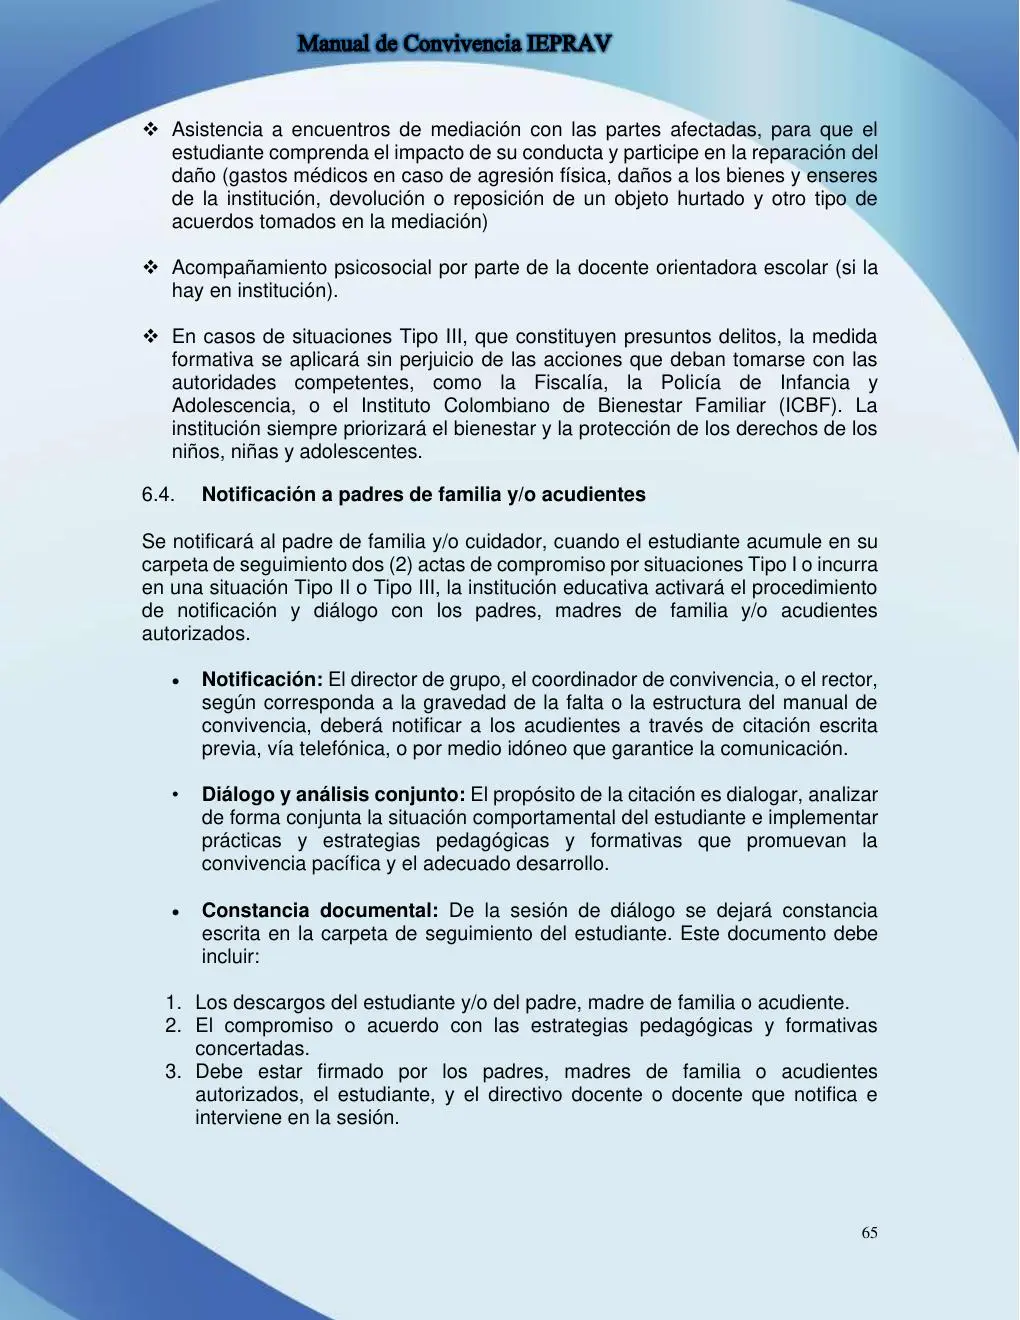 Manual de Convivencia IEPRAV
❖ Asistencia a encuentros de mediación con las partes afectadas, para que el
estudiante comprenda el impacto de su conducta y participe en la reparación del
daño (gastos médicos en caso de agresión física, daños a los bienes y enseres
de la institución, devolución o reposición de un objeto hurtado y otro tipo de
acuerdos tomados en la mediación)
❖ Acompañamiento psicosocial por parte de la docente orientadora escolar (si la
hay en institución).
❖ En casos de situaciones Tipo III, que constituyen presuntos delitos, la medida
formativa se aplicará sin perjuicio de las acciones que deban tomarse con las
autoridades competentes, como la Fiscalía, la Policía de Infancia y
Adolescencia, o el Instituto Colombiano de Bienestar Familiar (ICBF). La
institución siempre priorizará el bienestar y la protección de los derechos de los
niños, niñas y adolescentes.
6.4. Notificación a padres de familia y/o acudientes
Se notificará al padre de familia y/o cuidador, cuando el estudiante acumule en su
carpeta de seguimiento dos (2) actas de compromiso por situaciones Tipo I o incurra
en una situación Tipo II o Tipo III, la institución educativa activará el procedimiento
de notificación y diálogo con los padres, madres de familia y/o acudientes
autorizados.
• Notificación: El director de grupo, el coordinador de convivencia, o el rector,
según corresponda a la gravedad de la falta o la estructura del manual de
convivencia, deberá notificar a los acudientes a través de citación escrita
previa, vía telefónica, o por medio idóneo que garantice la comunicación.
• Diálogo y análisis conjunto: El propósito de la citación es dialogar, analizar
de forma conjunta la situación comportamental del estudiante e implementar
prácticas y estrategias pedagógicas y formativas que promuevan la
convivencia pacífica y el adecuado desarrollo.
• Constancia documental: De la sesión de diálogo se dejará constancia
escrita en la carpeta de seguimiento del estudiante. Este documento debe
incluir:
1. Los descargos del estudiante y/o del padre, madre de familia o acudiente.
2. El compromiso o acuerdo con las estrategias pedagógicas y formativas
concertadas.
3. Debe estar firmado por los padres, madres de familia o acudientes
autorizados, el estudiante, y el directivo docente o docente que notifica e
interviene en la sesión.
65